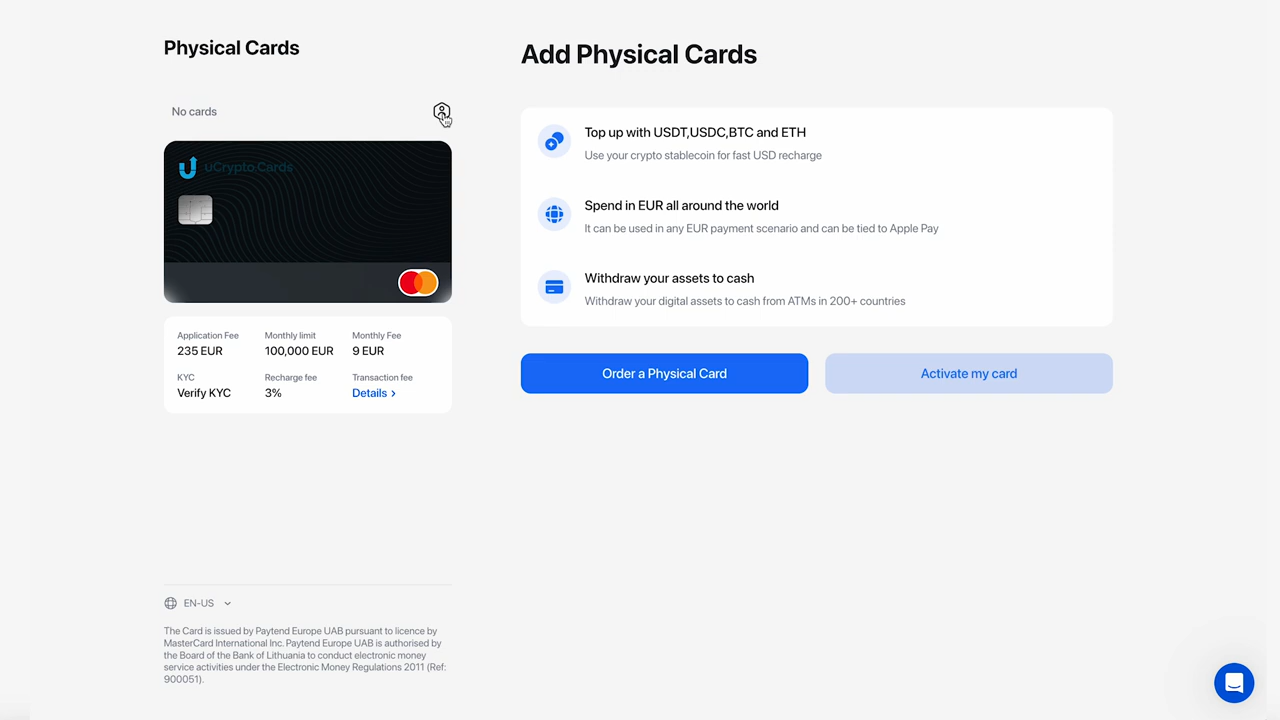 Physical Cards
No cards
uCrypto Cards
Application Fee
Monthly limit
Monthly Fee
235 EUR
100,000 EUR
9 EUR
KYC
Recharge fee
Transaction fee
Verify KYC
3%
Details
EN-US
The Card is issued by Paytend Europe UAB pursuant to licence by
MasterCard International Inc. Paytend Europe UAB is authorised by
the Board of the Bank of Lithuania to conduct electronic money
service activities under the Electronic Money Regulations 2011 (Ref:
900051).
Add Physical Cards
Top up with USDT,USDC,BTC and ETH
Use your crypto stablecoin for fast USD recharge
Spend in EUR all around the world
It can be used in any EUR payment scenario and can be tied to Apple Pay
Withdraw your assets to cash
Withdraw your digital assets to cash from ATMs in 200+ countries
Order a Physical Card
Activate my card